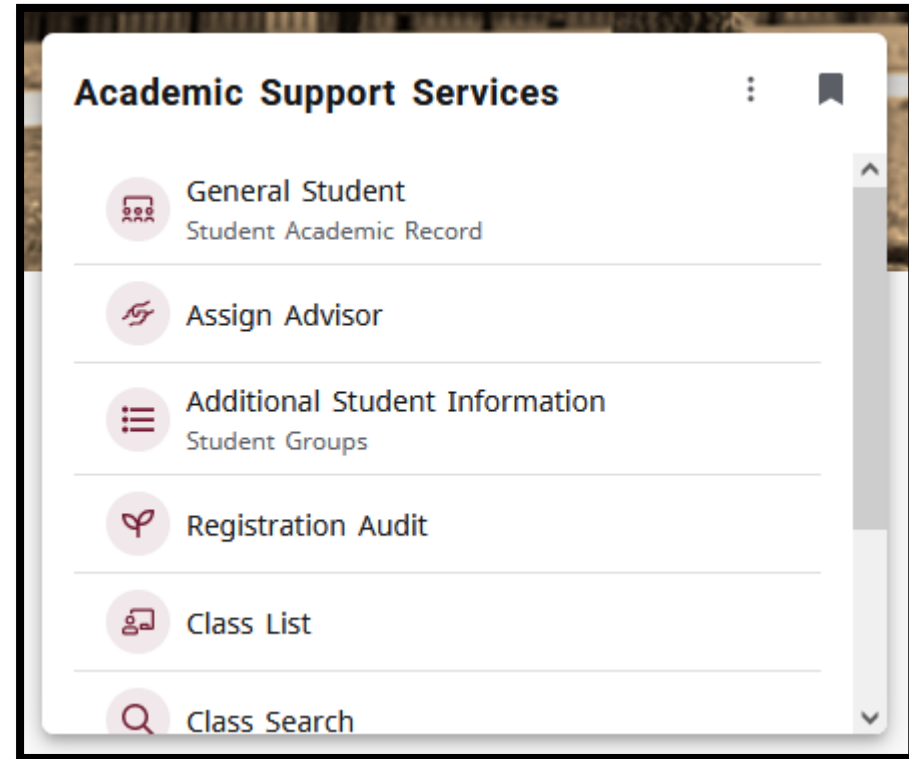 Academic Support Services
General Student
Student Academic Record
Assign Advisor
Additional Student Information
Student Groups
Registration Audit
Class List
Class Search